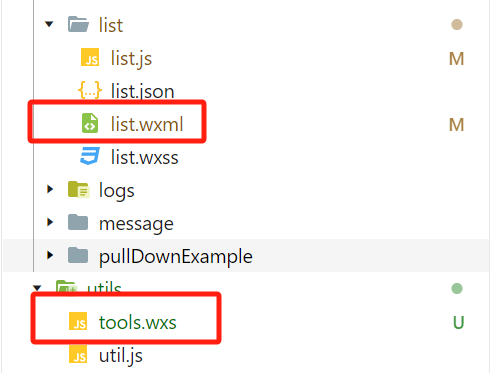 list
JS list.js M
{..} list.json
<> list.wxml M
list.wxss
logs
message
pullDownExample
utils
JS tools.wxs U
JS util.js